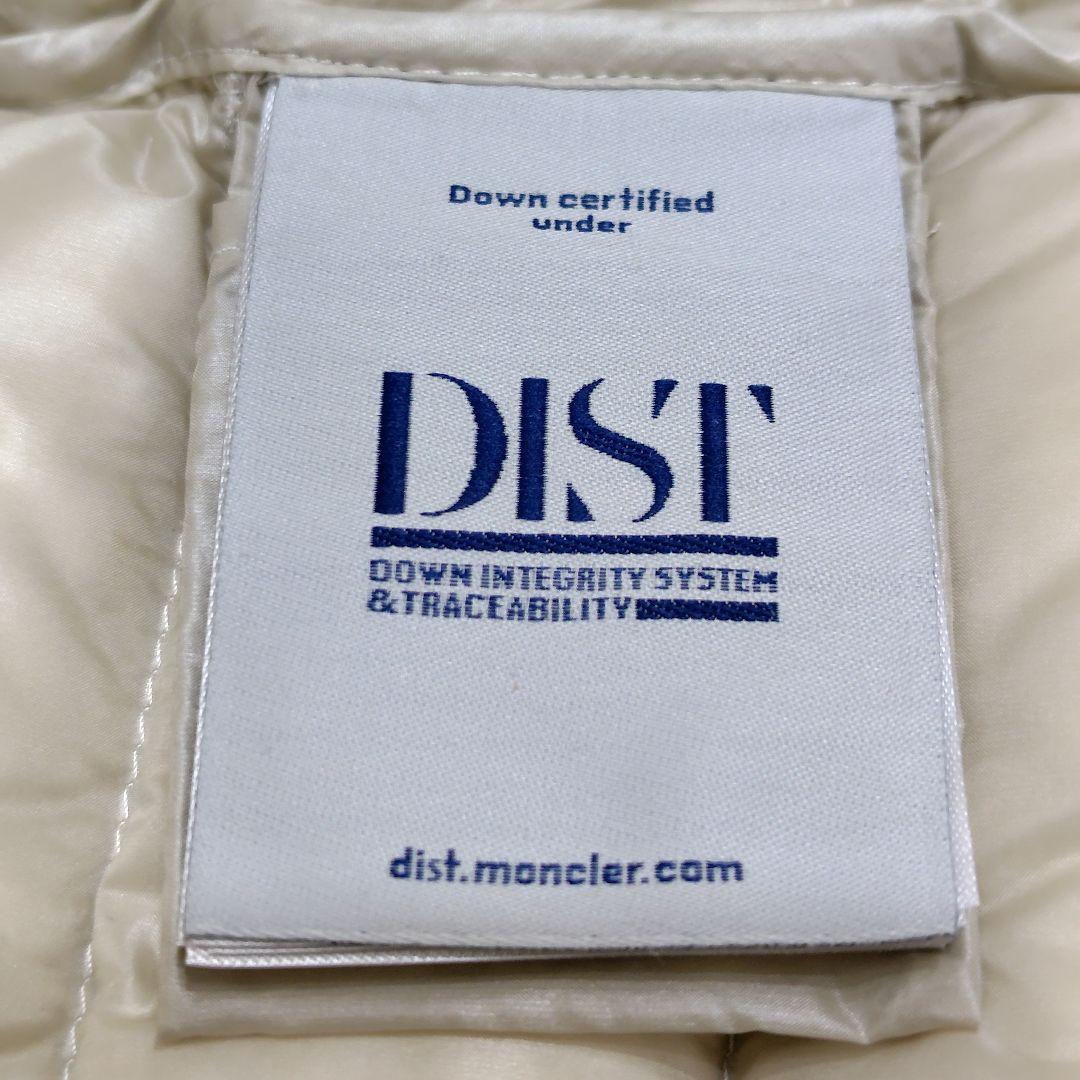 Down certified
under
DIST
DOWN INTEGRITY SYSTEM
&TRACEABILITY
dist.moncler.com